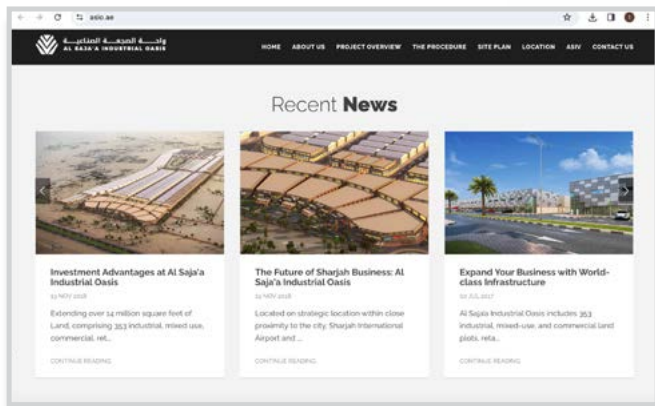 asio.ae
واحـــة الصجعـــة الصناعيـــة
AL SAJA'A INDUSTRIAL OASIS
HOME ABOUT US PROJECT OVERVIEW THE PROCEDURE SITE PLAN LOCATION ASIV CONTACT US
Recent News
Investment Advantages at Al Saja'a
Industrial Oasis
Extending over 14 million square feet of
Land, comprising 353 industrial, mixed use,
commercial, ret...
CONTINUE READING
The Future of Sharjah Business: Al
Saja'a Industrial Oasis
Located on strategic location within close
proximity to the city, Sharjah International
Airport and ...
CONTINUE READING
Expand Your Business with World-
class Infrastructure
Al Sajaa Industrial Oasis includes 353
industrial, mixed-use, and commercial land
plots, reta...
CONTINUE READING